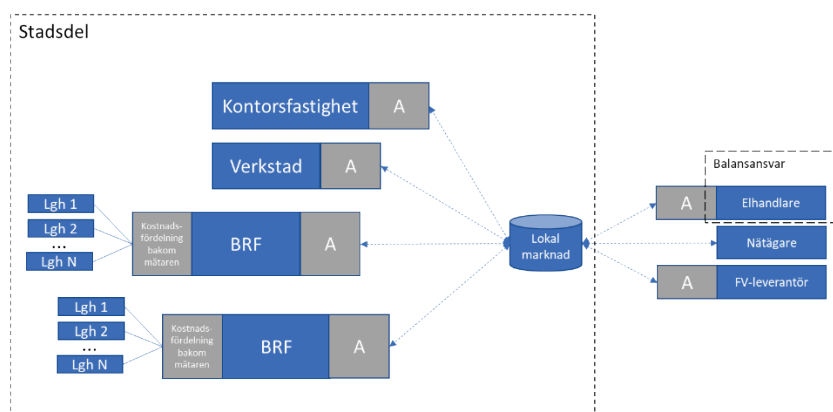 Stadsdel
Kontorsfastighet
A
Verkstad
A
Lgh 1
Lgh 2
...
Lgh N
Kostnads-
fördelning
bakom
mätaren
BRF
A
Lgh 1
Lgh 2
...
Lgh N
Kostnads-
fördelning
bakom
mätaren
BRF
A
Lokal
marknad
Balansansvar
A
Elhandlare
Nätägare
A
FV-leverantör